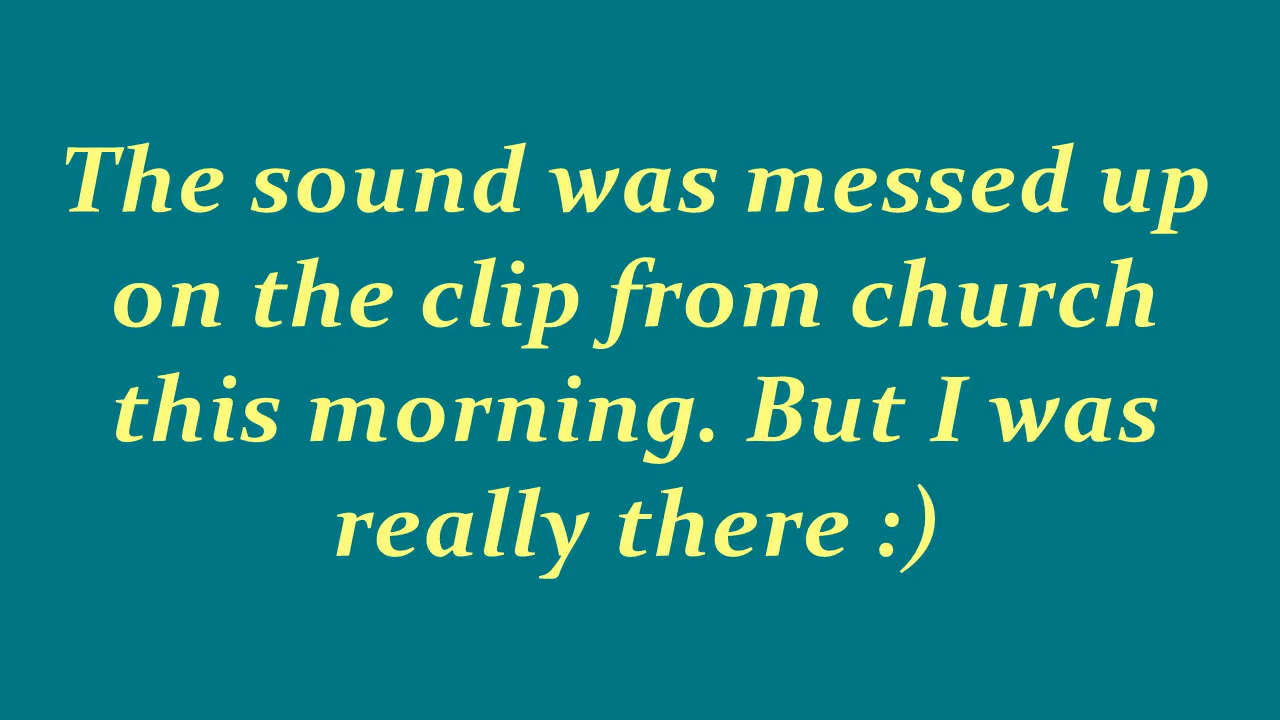 The sound was messed up
on the clip from church
this morning. But I was
really there :)